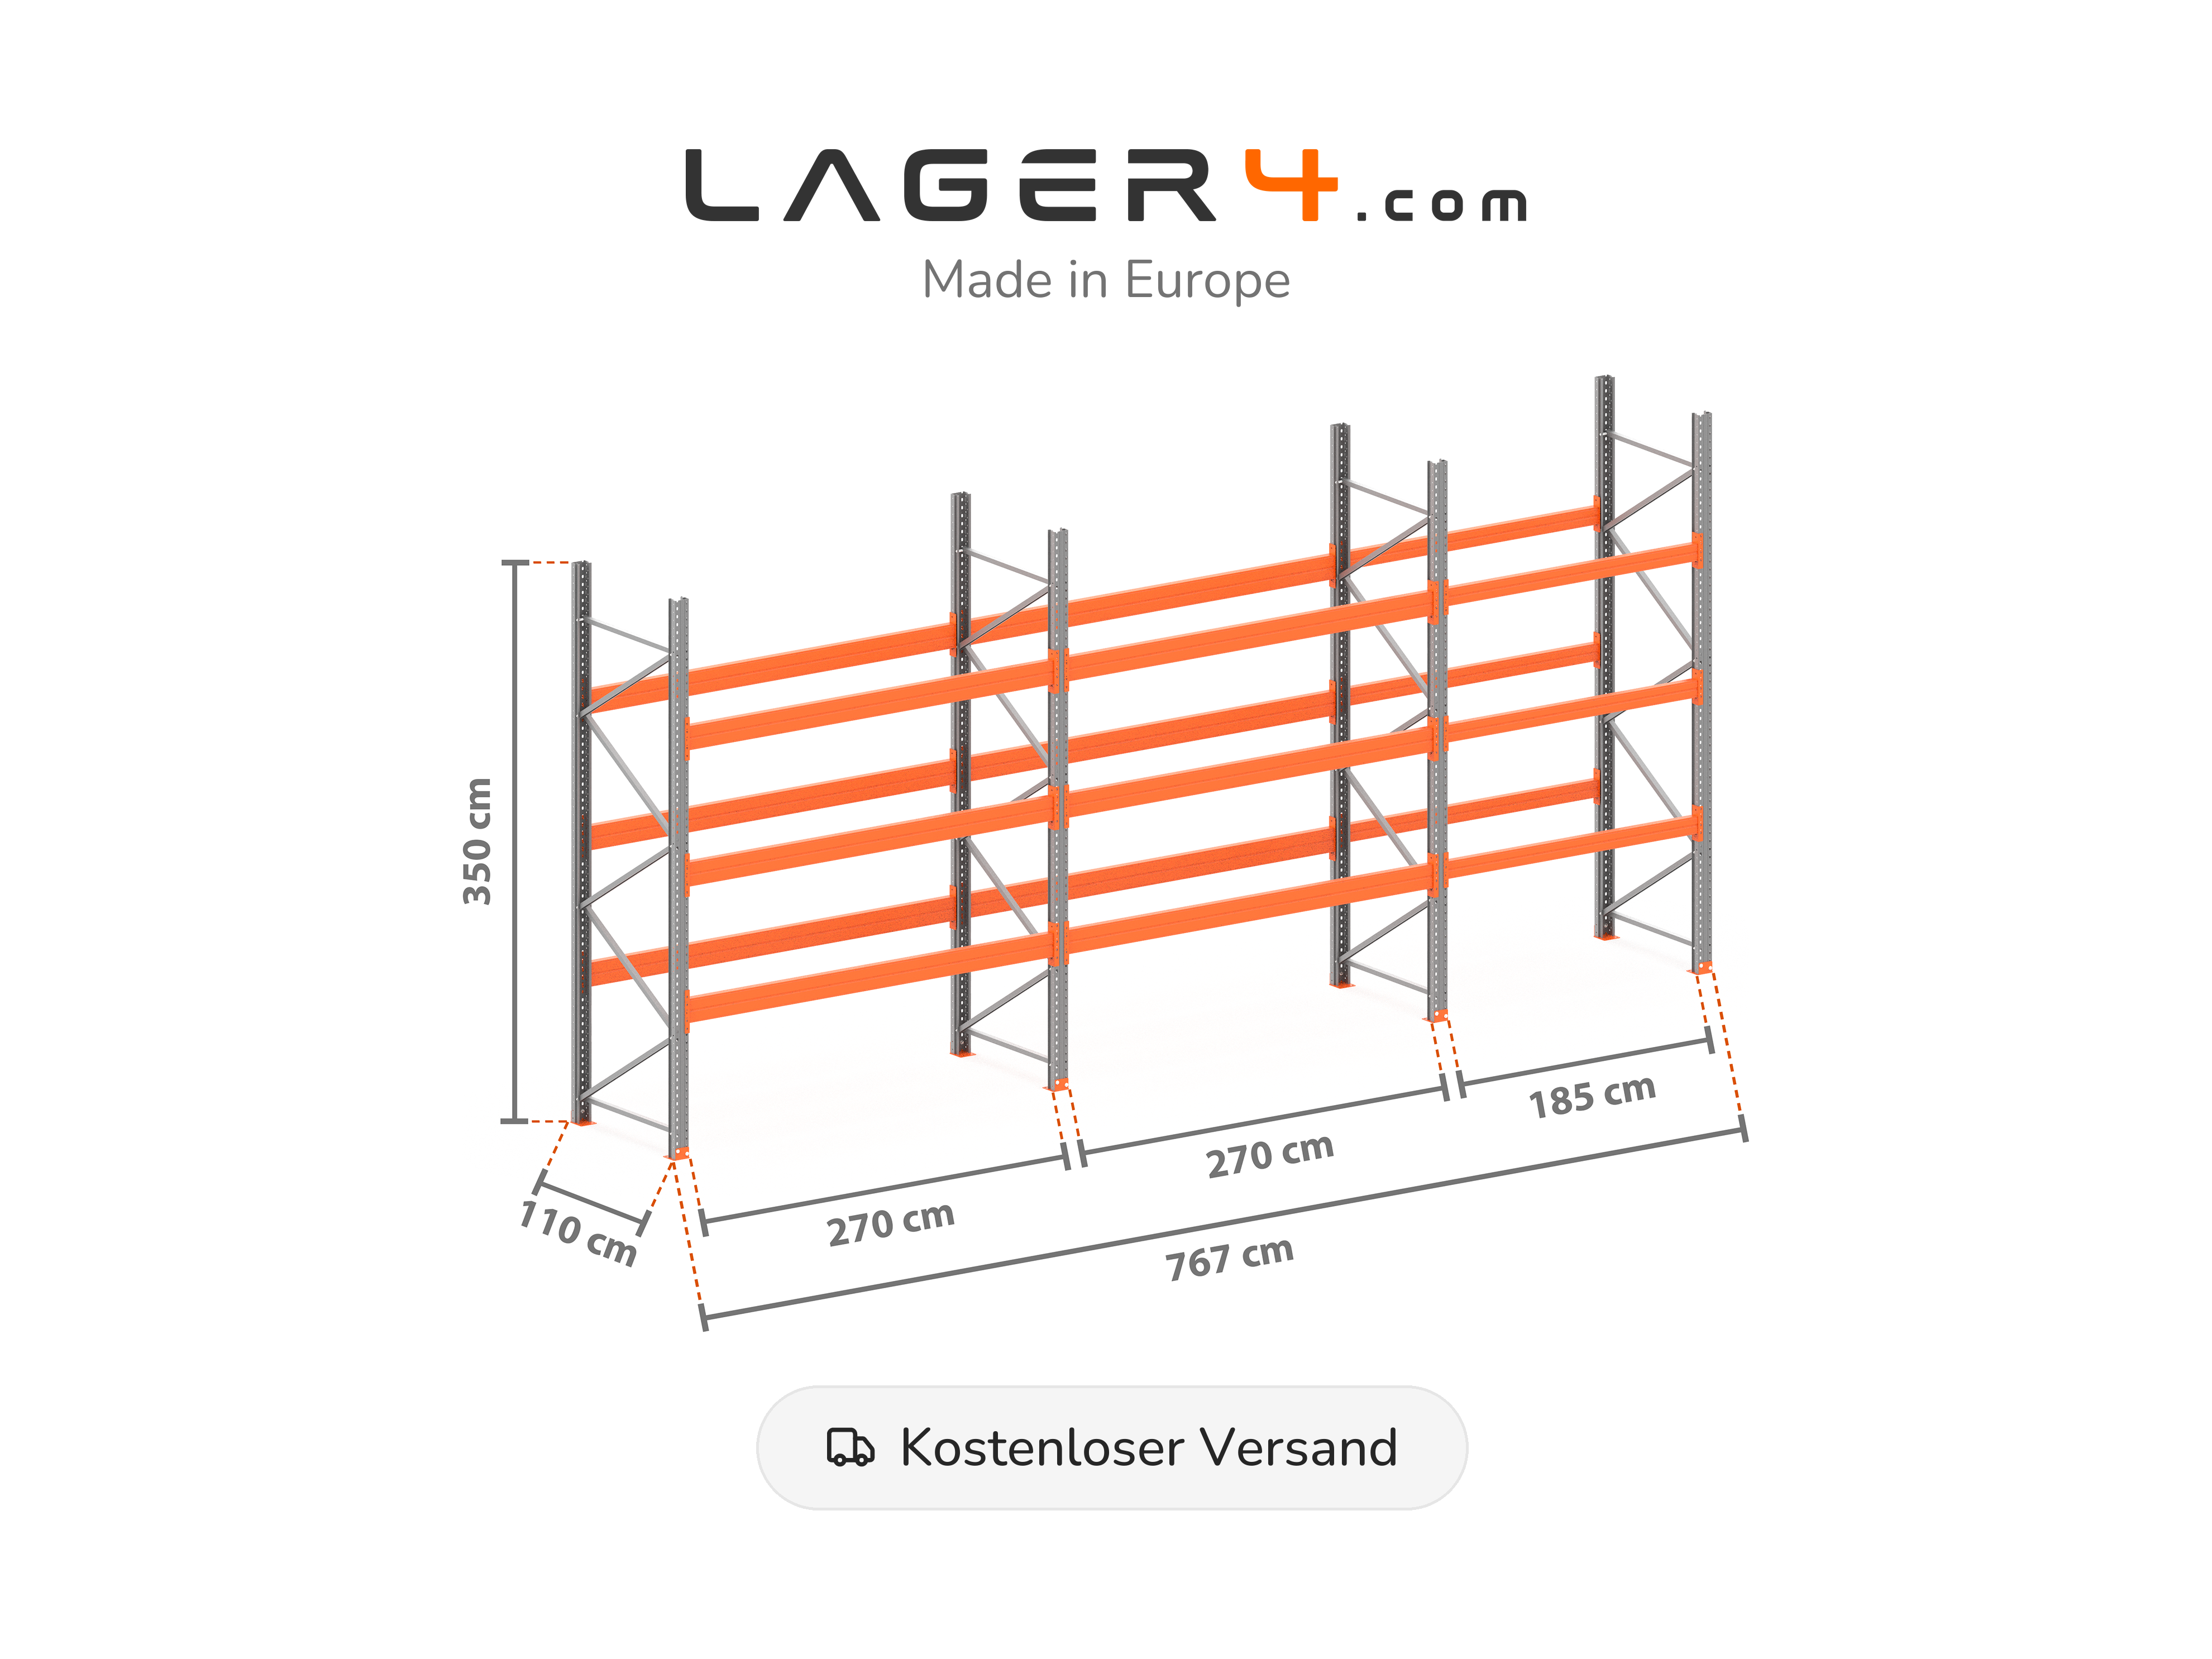 LAGER4.com
Made in Europe
350 cm
110 cm
270 cm
270 cm
185 cm
767 cm
Kostenloser Versand